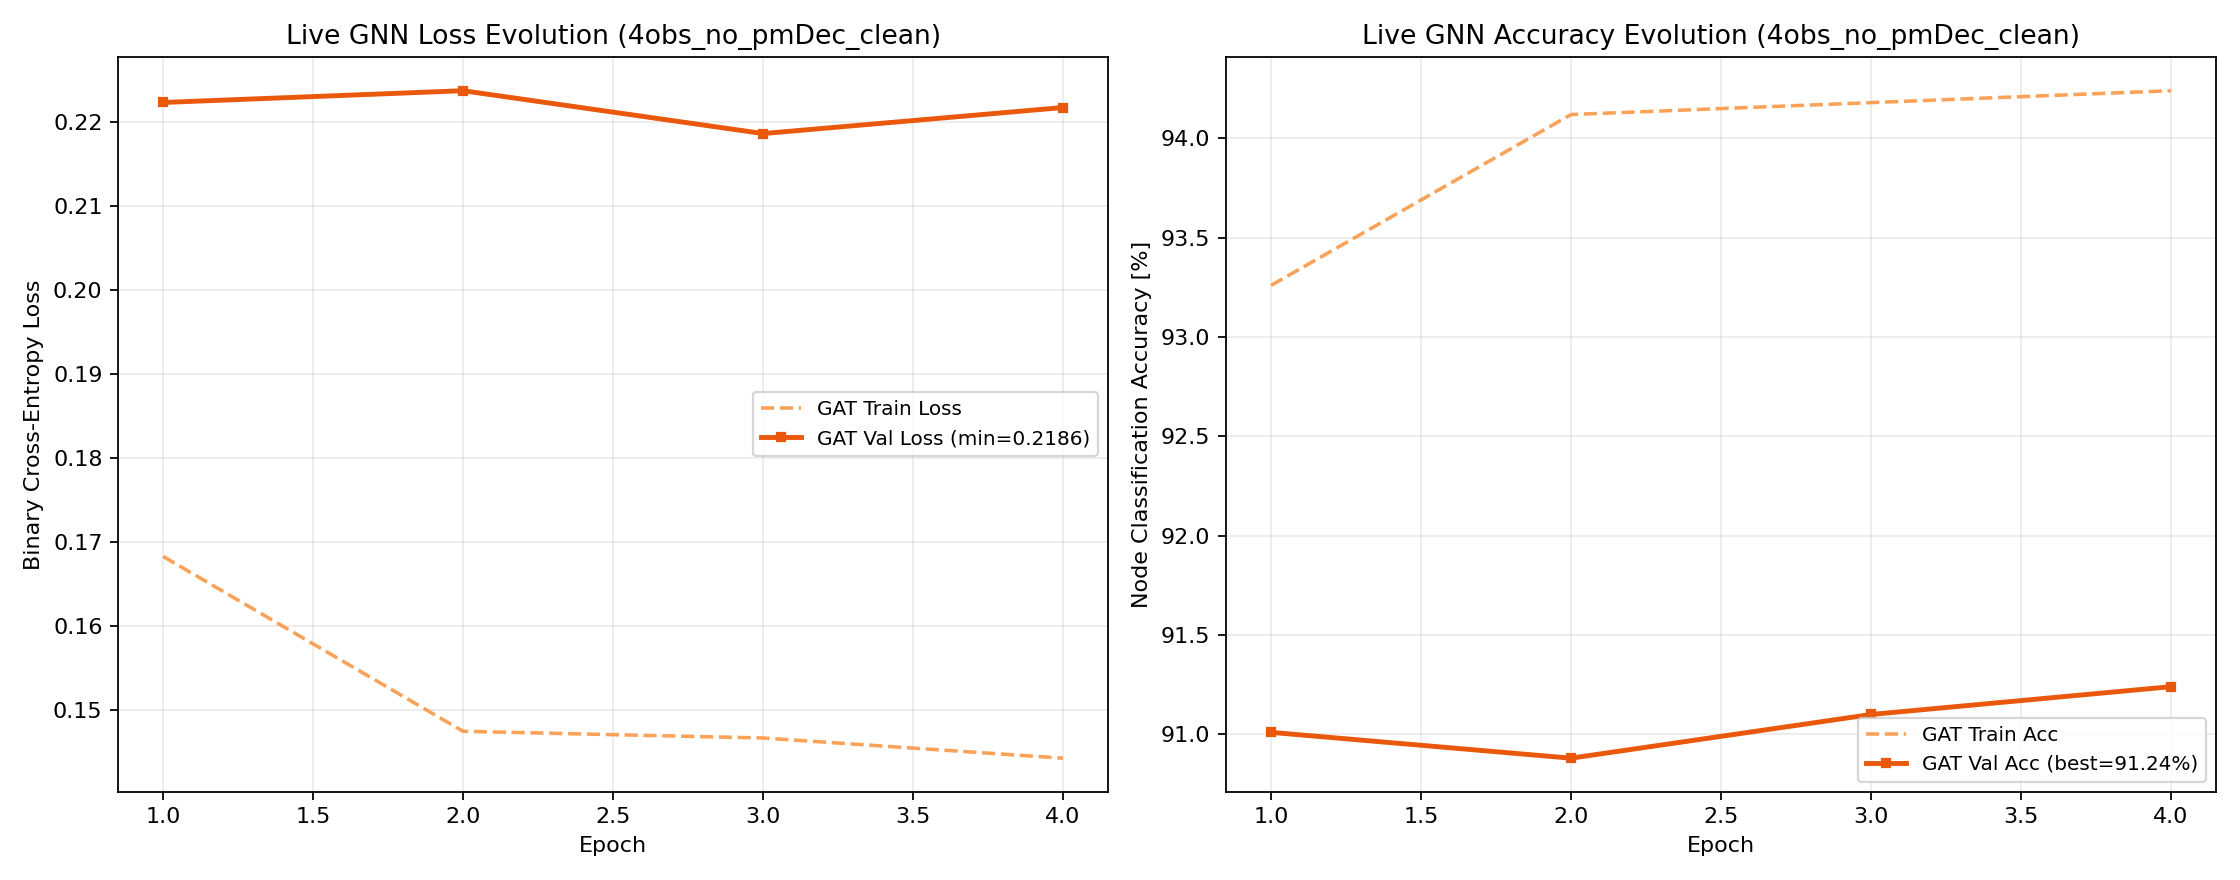 Live GNN Loss Evolution (4obs_no_pmDec_clean)
Binary Cross-Entropy Loss
0.22
0.21
0.20
0.19
0.18
0.17
0.16
0.15
GAT Train Loss
GAT Val Loss (min=0.2186)
1.0 1.5 2.0 2.5 3.0 3.5 4.0
Epoch
Live GNN Accuracy Evolution (4obs_no_pmDec_clean)
Node Classification Accuracy [%]
94.0
93.5
93.0
92.5
92.0
91.5
91.0
GAT Train Acc
GAT Val Acc (best=91.24%)
1.0 1.5 2.0 2.5 3.0 3.5 4.0
Epoch